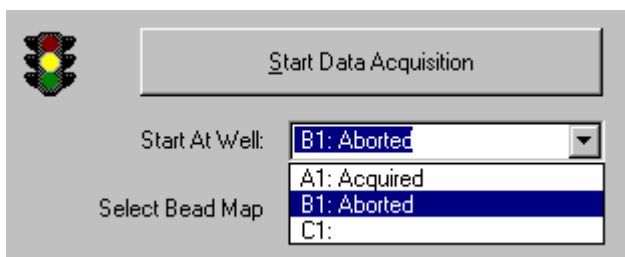 Start Data Acquisition
Start At Well: B1: Aborted
A1: Acquired
Select Bead Map B1: Aborted
C1: